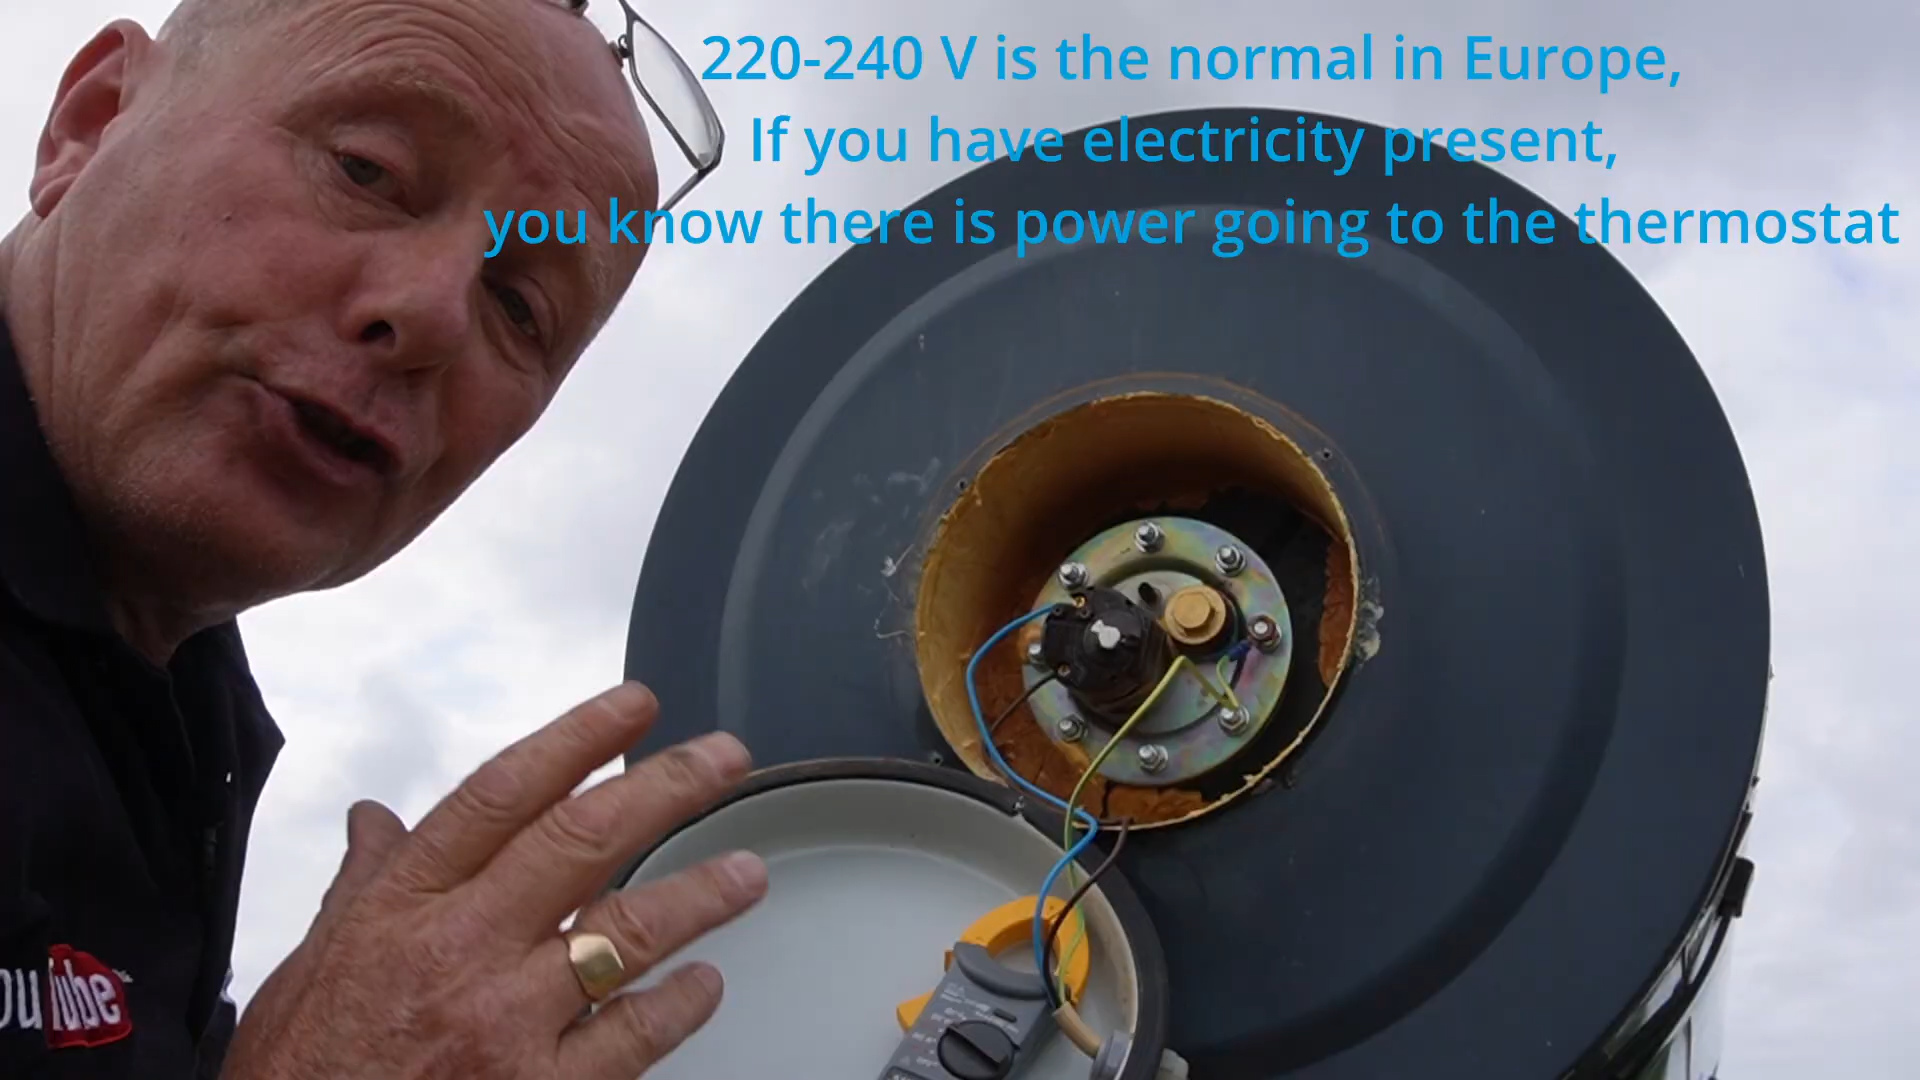 220-240 V is the normal in Europe,
If you have electricity present,
you know there is power going to the thermostat
ouTube